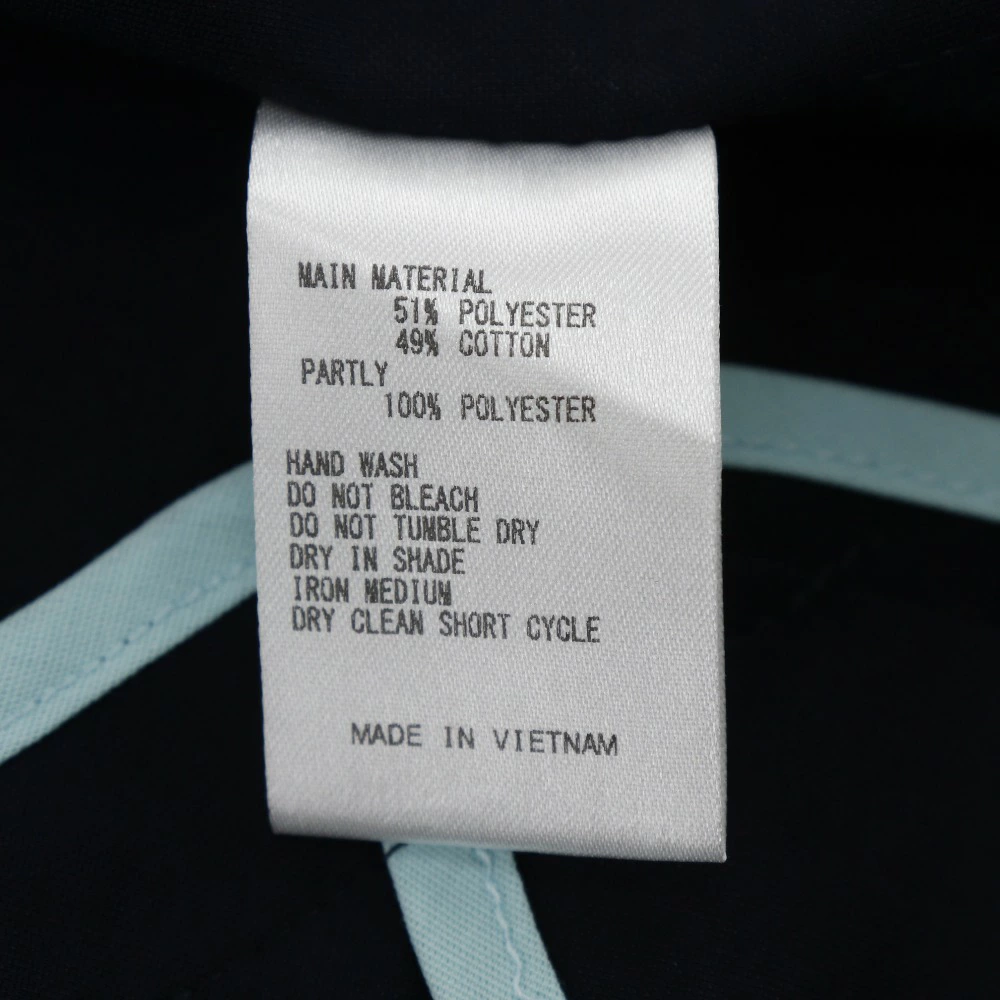 MAIN MATERIAL
51% POLYESTER
49% COTTON
PARTLY
100% POLYESTER
HAND WASH
DO NOT BLEACH
DO NOT TUMBLE DRY
DRY IN SHADE
IRON MEDIUM
DRY CLEAN SHORT CYCLE
MADE IN VIETNAM